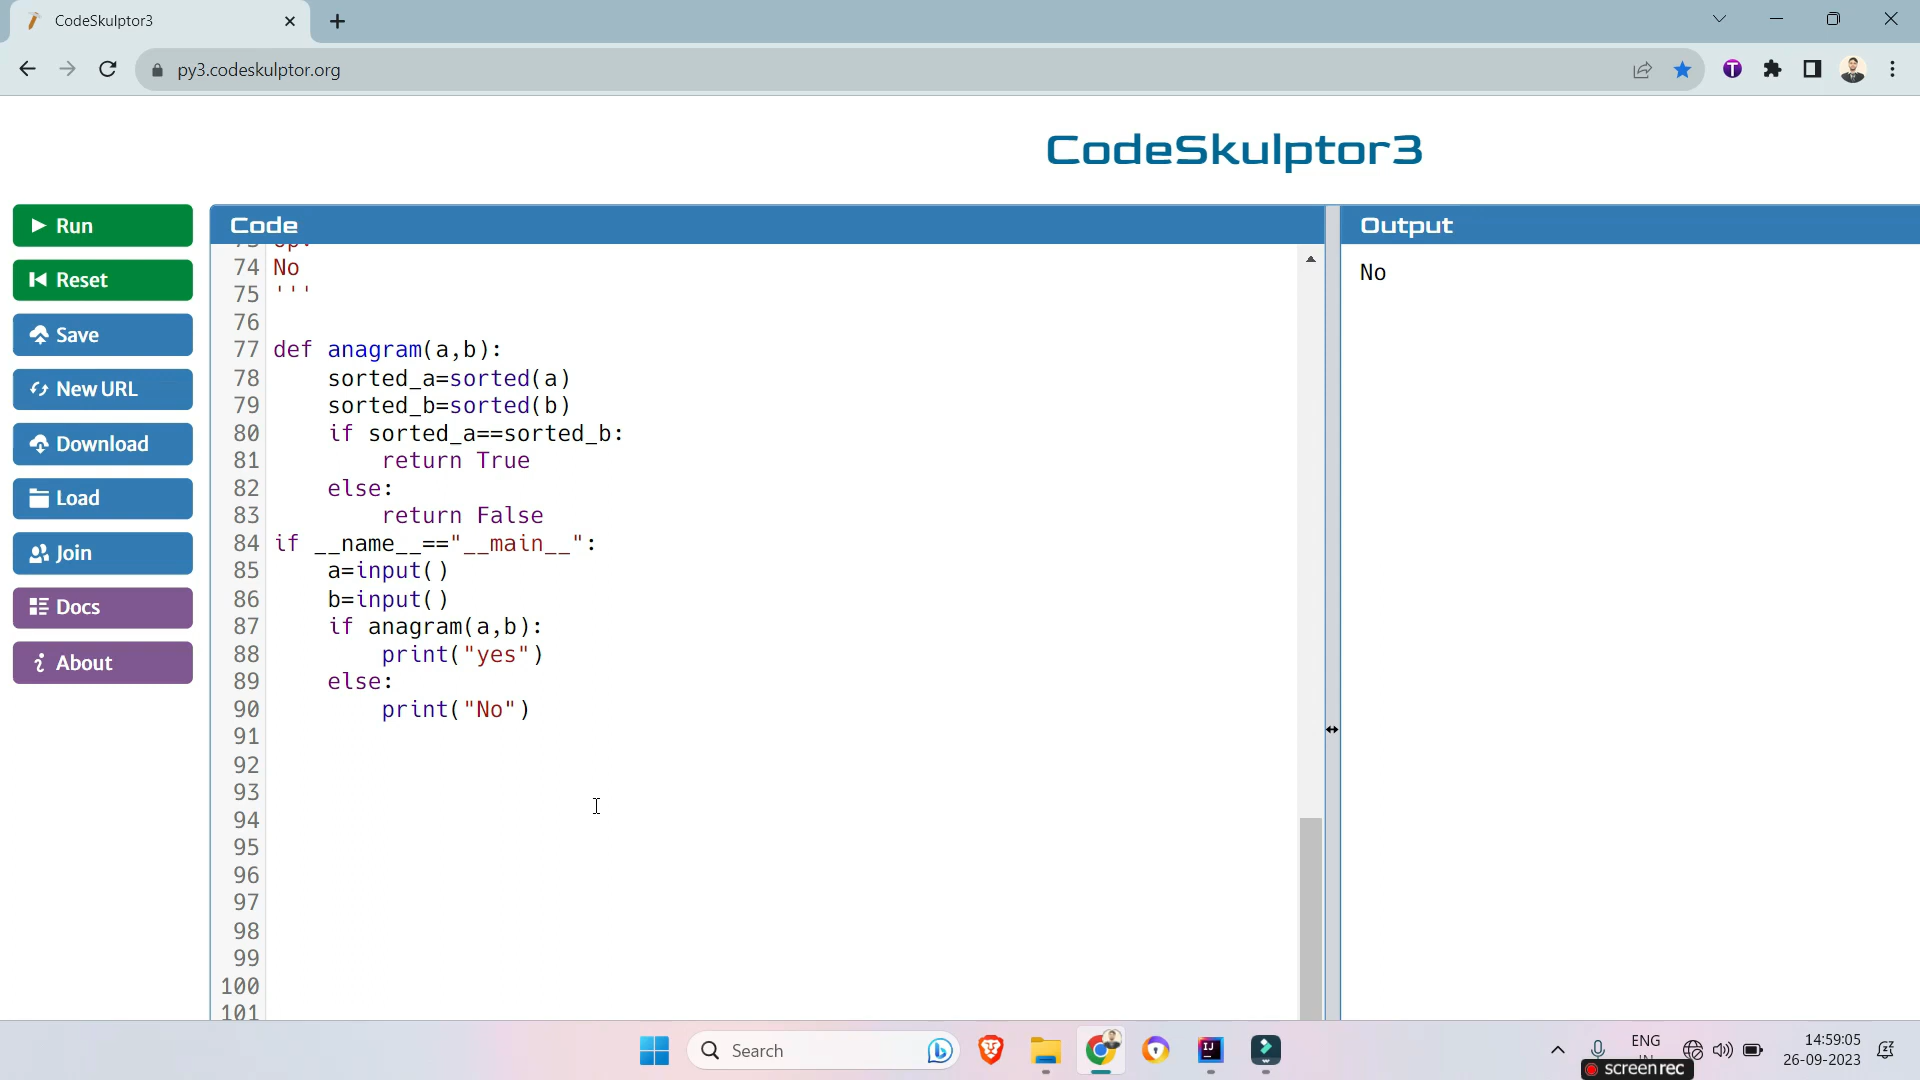 CodeSkulptor3
py3.codeskulptor.org
CodeSkulptor3
Run
Reset
Save
New URL
Download
Load
Join
Docs
About
Code
74 No
75 '''
76
77 def anagram(a,b):
78     sorted_a=sorted(a)
79     sorted_b=sorted(b)
80     if sorted_a==sorted_b:
81         return True
82     else:
83         return False
84 if __name__=="__main__":
85     a=input()
86     b=input()
87     if anagram(a,b):
88         print("yes")
89     else:
90         print("No")
91
92
93
94
95
96
97
98
99
100
101
Output
No
Search
ENG
14:59:05
26-09-2023
screenrec